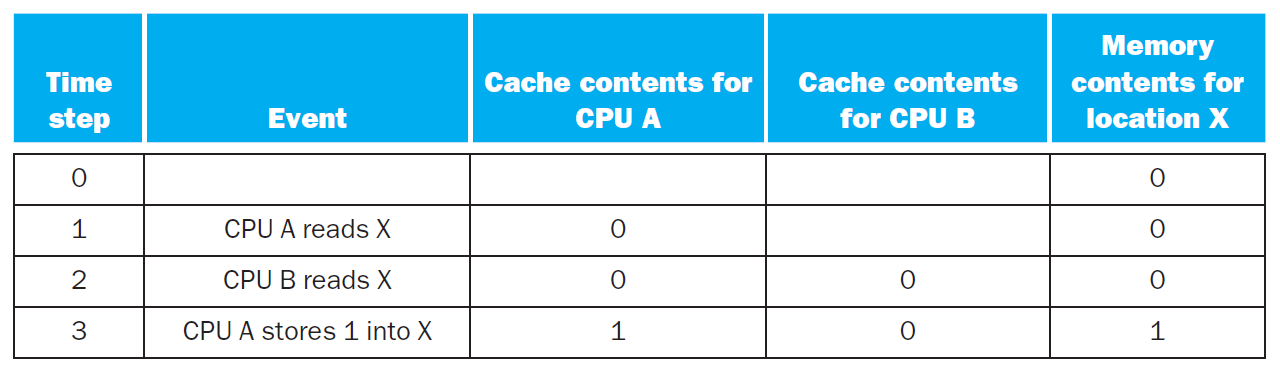 Time step | Event | Cache contents for CPU A | Cache contents for CPU B | Memory contents for location X
0 | | | | 0
1 | CPU A reads X | 0 | | 0
2 | CPU B reads X | 0 | 0 | 0
3 | CPU A stores 1 into X | 1 | 0 | 1